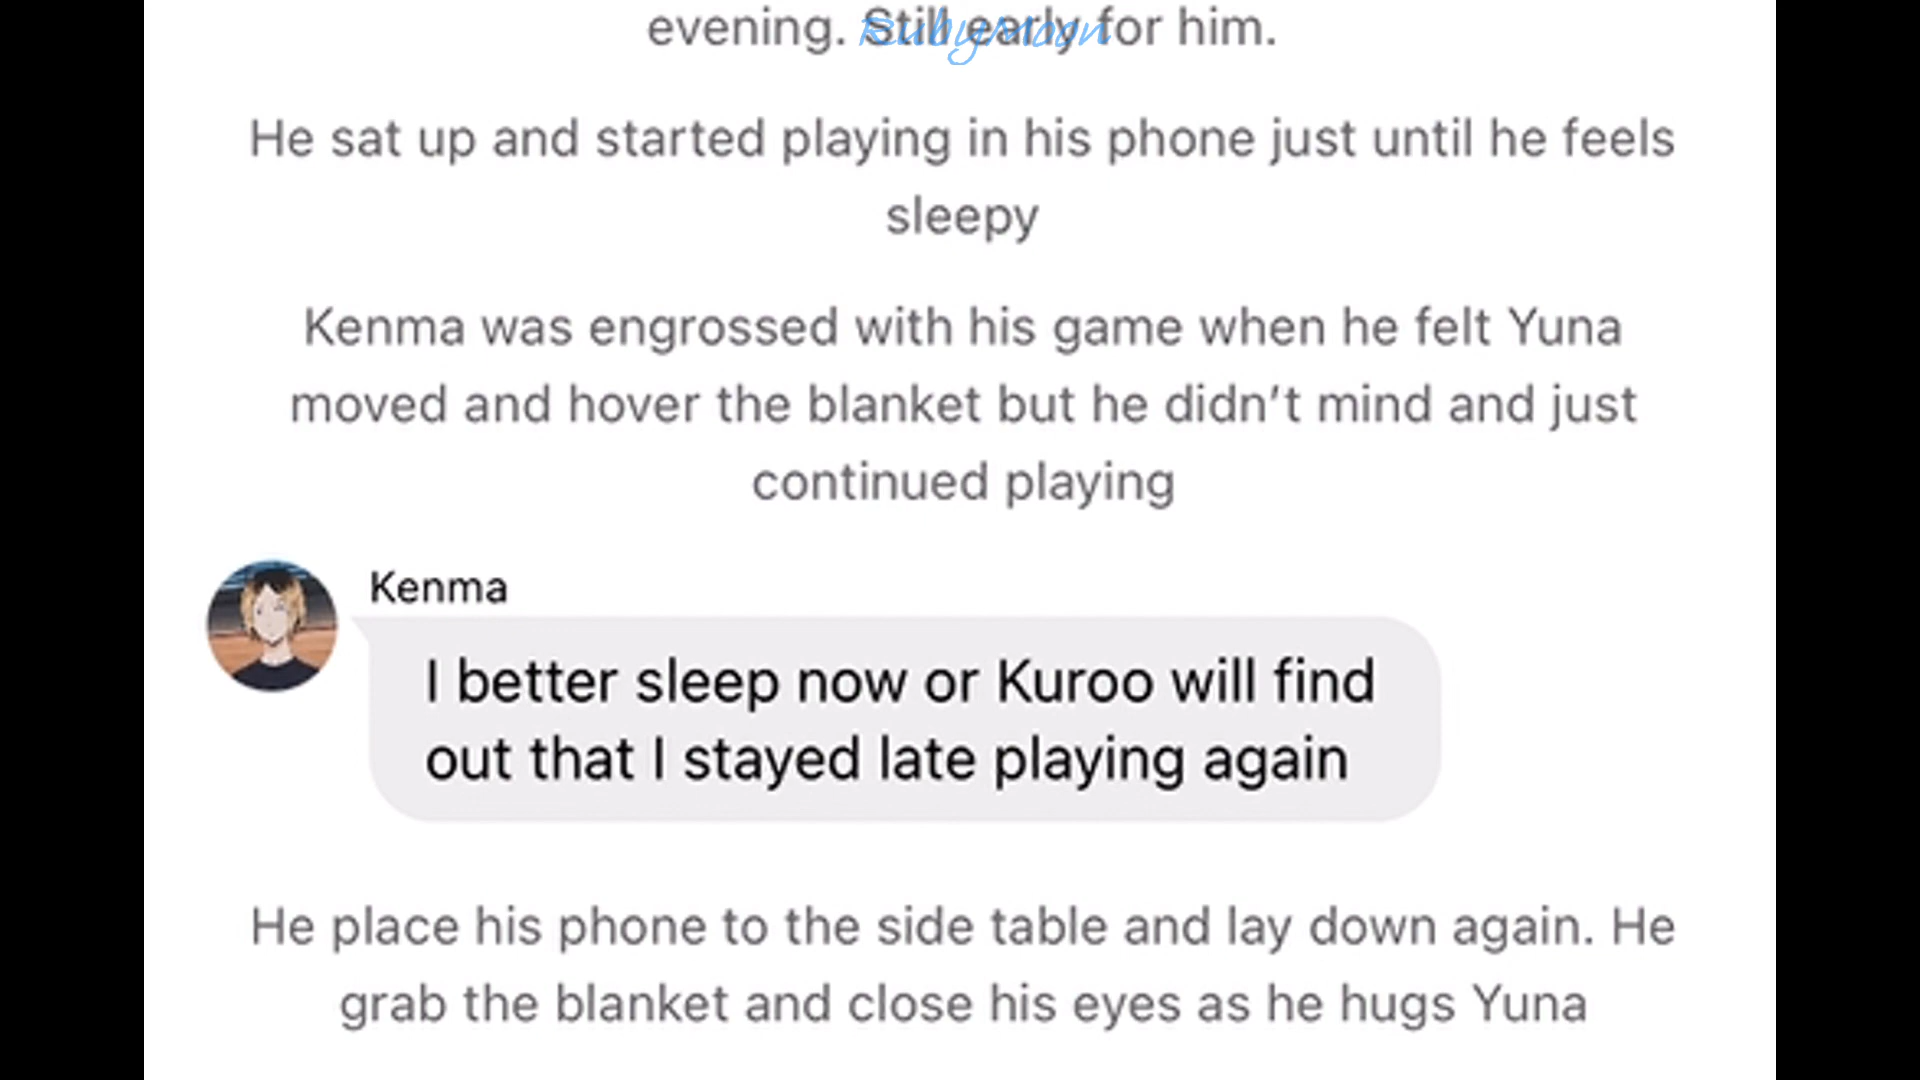 evening. Still early for him.
RubyMoon
He sat up and started playing in his phone just until he feels
sleepy
Kenma was engrossed with his game when he felt Yuna
moved and hover the blanket but he didn’t mind and just
continued playing
Kenma
I better sleep now or Kuroo will find
out that I stayed late playing again
He place his phone to the side table and lay down again. He
grab the blanket and close his eyes as he hugs Yuna